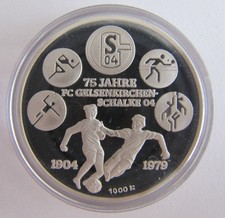 S
04
75 JAHRE
FC GELSENKIRCHEN-
SCHALKE 04
1904 1979
1000